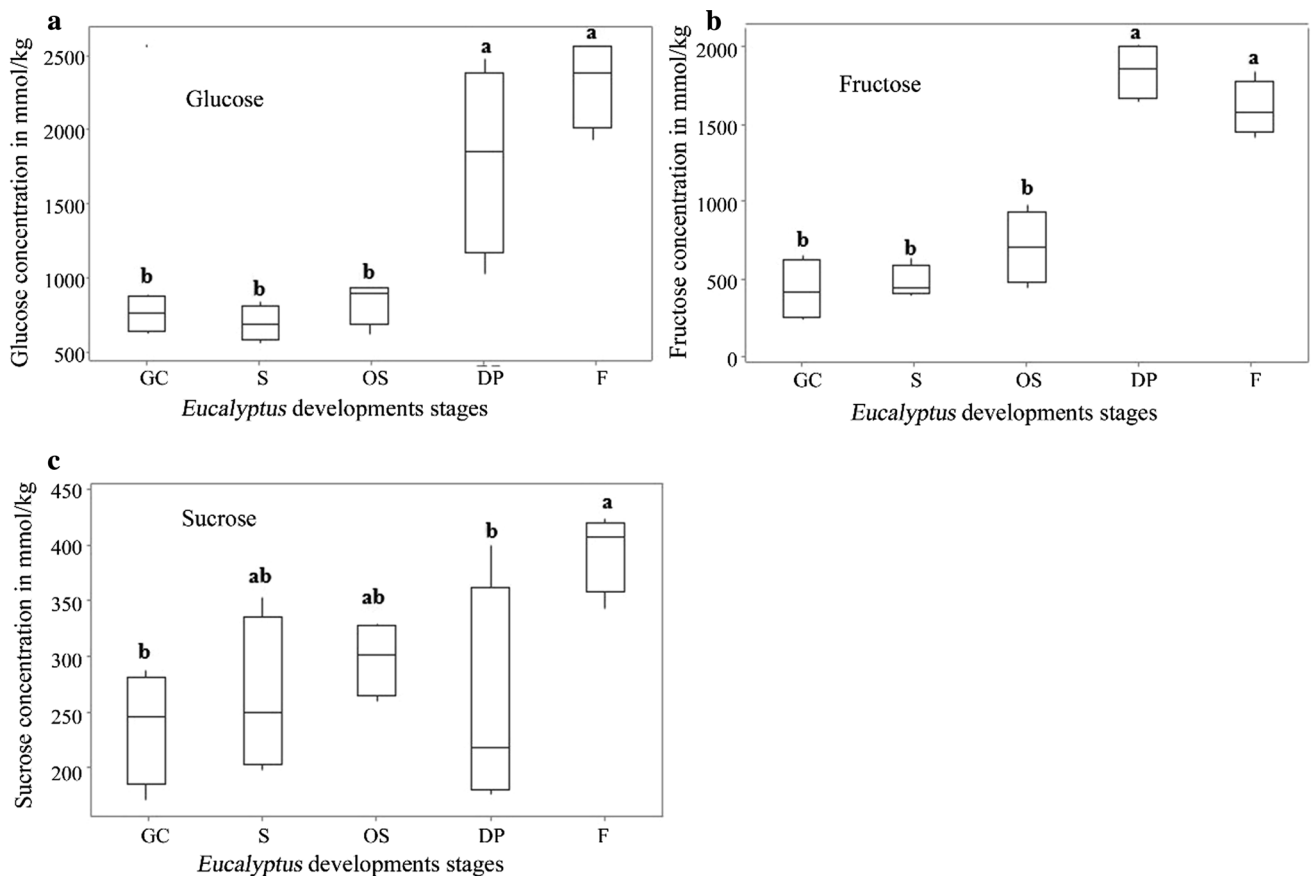 a
Glucose concentration in mmol/kg
2500
2000
1500
1000
500
Glucose
b
b
b
a
a
GC S OS DP F
Eucalyptus developments stages
b
Fructose concentration in mmol/kg
2000
1500
1000
500
0
Fructose
b
b
b
a
a
GC S OS DP F
Eucalyptus developments stages
c
Sucrose concentration in mmol/kg
450
400
350
300
250
200
Sucrose
b
ab
ab
b
a
GC S OS DP F
Eucalyptus developments stages